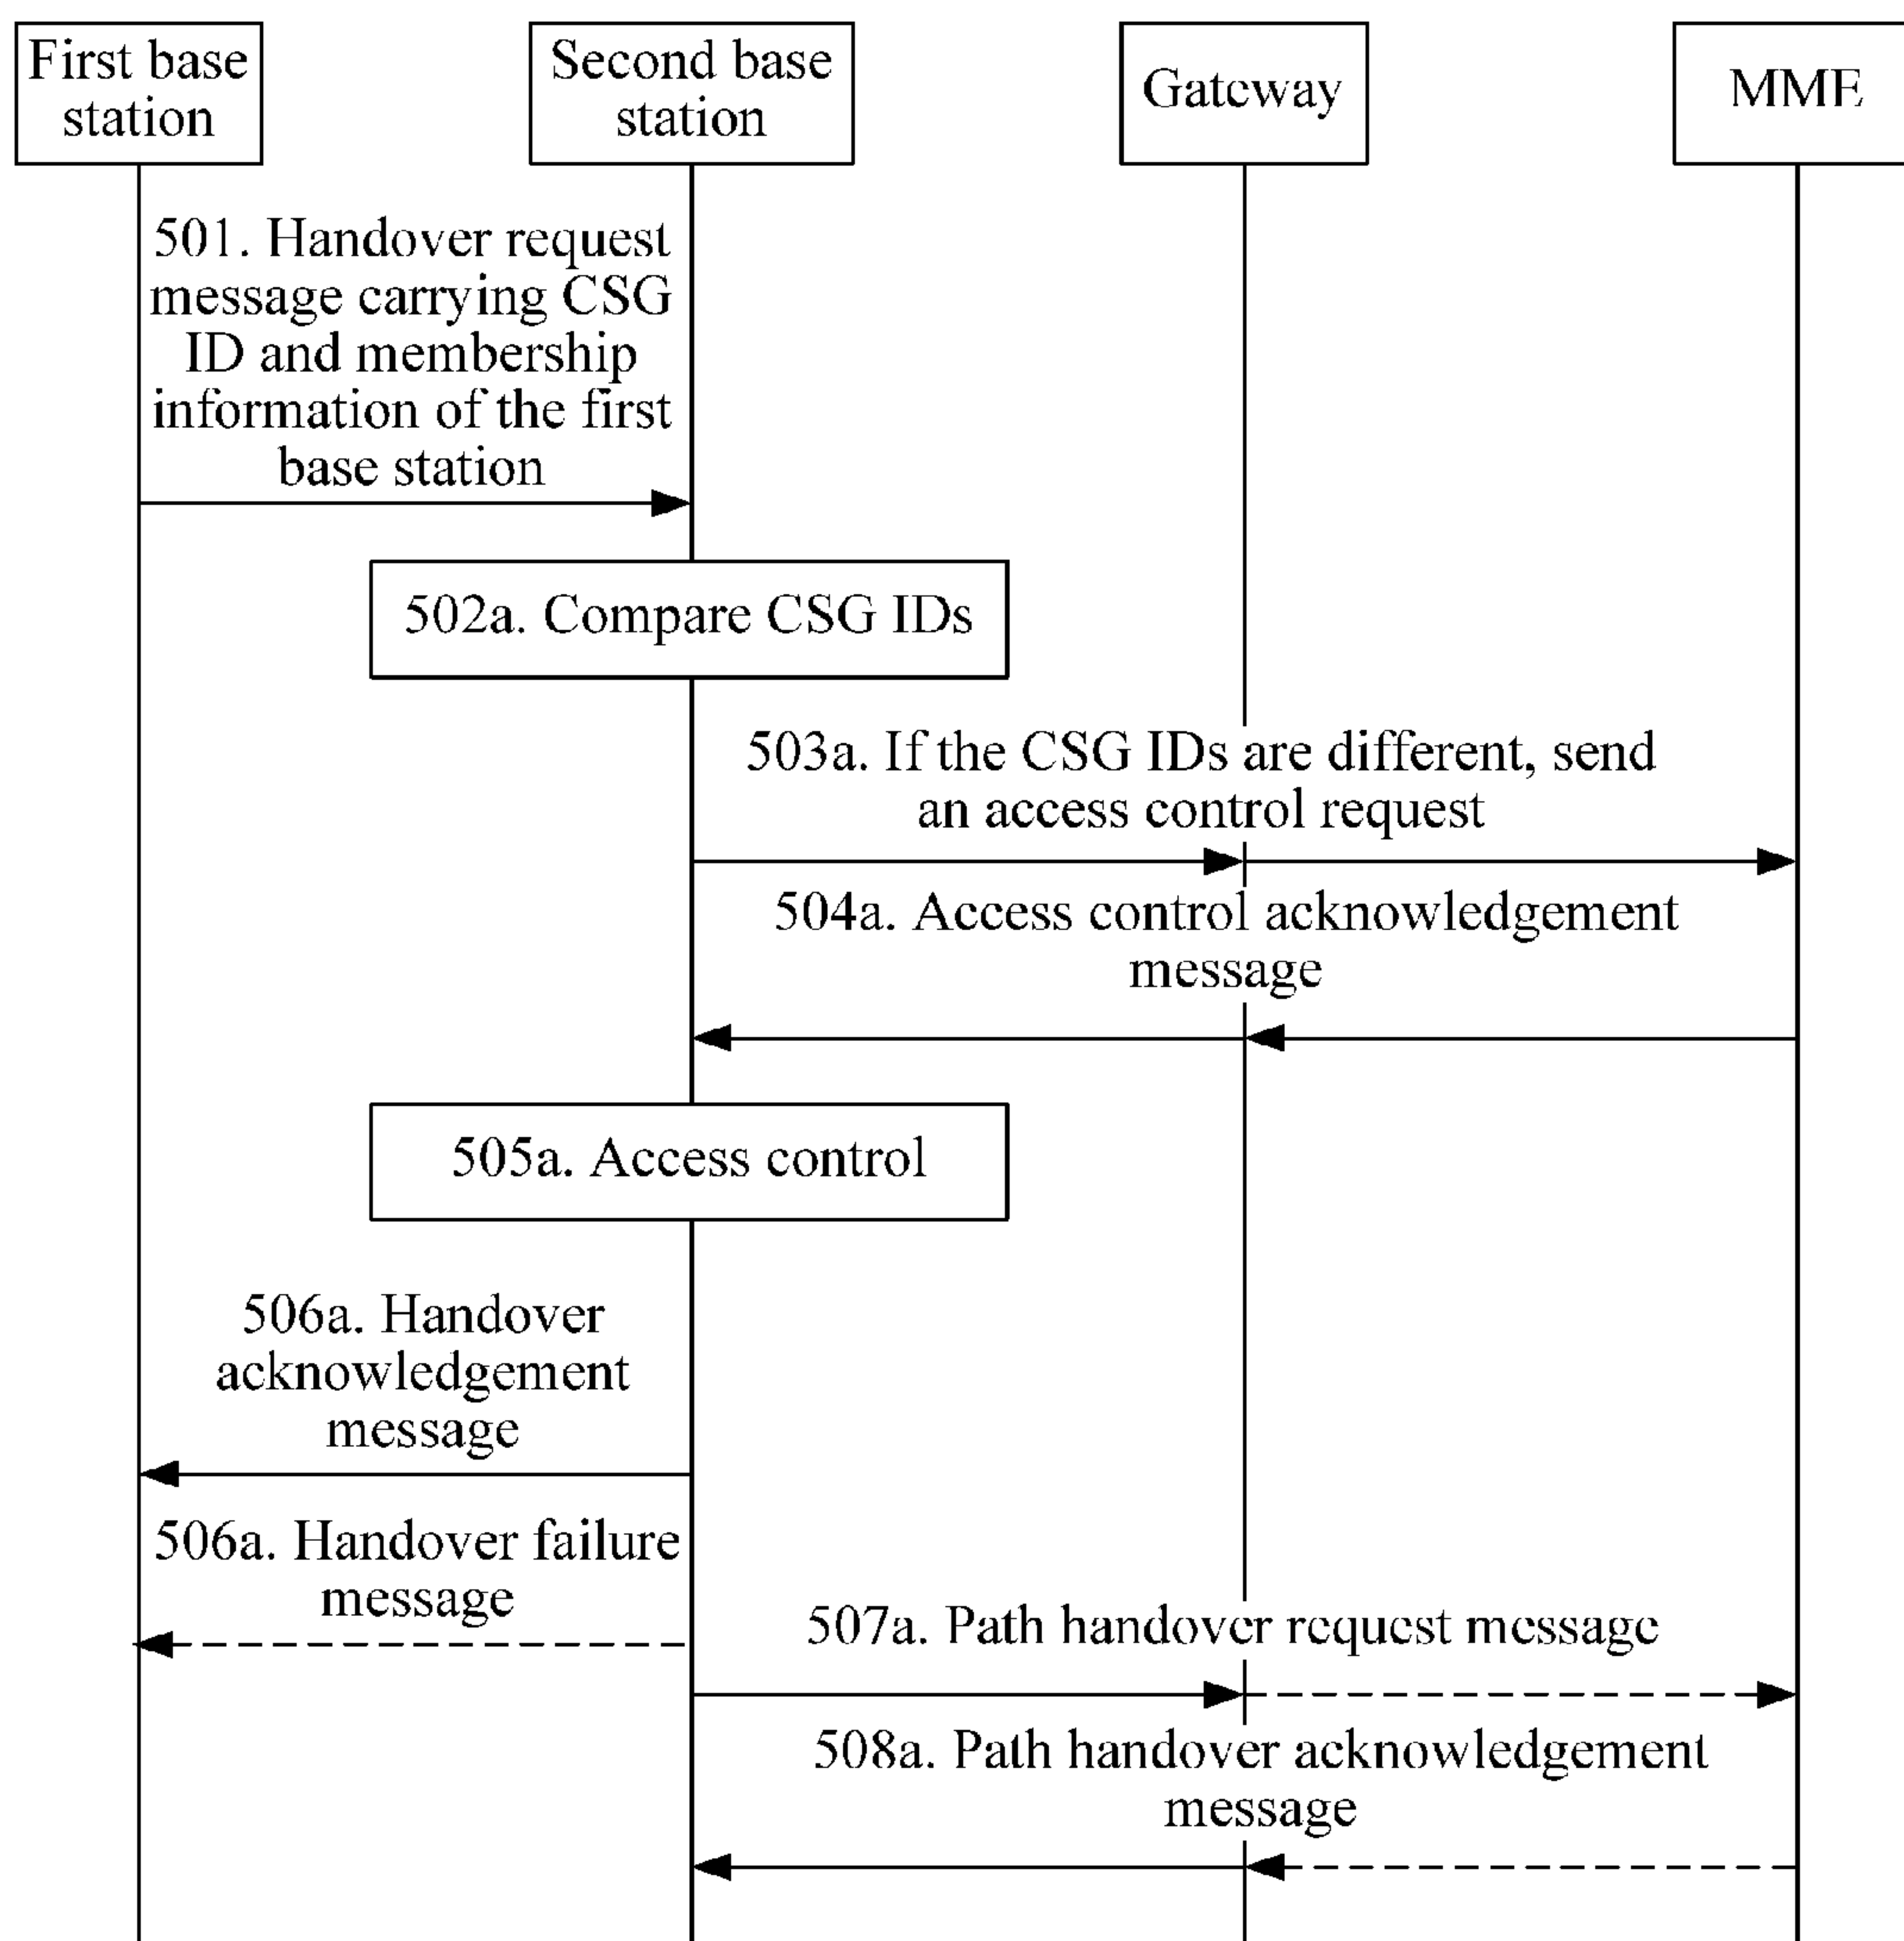 First base
station
Second base
station
Gateway
MME
501. Handover request
message carrying CSG
ID and membership
information of the first
base station
502a. Compare CSG IDs
503a. If the CSG IDs are different, send
an access control request
504a. Access control acknowledgement
message
505a. Access control
506a. Handover
acknowledgement
message
506a. Handover failure
message
507a. Path handover request message
508a. Path handover acknowledgement
message